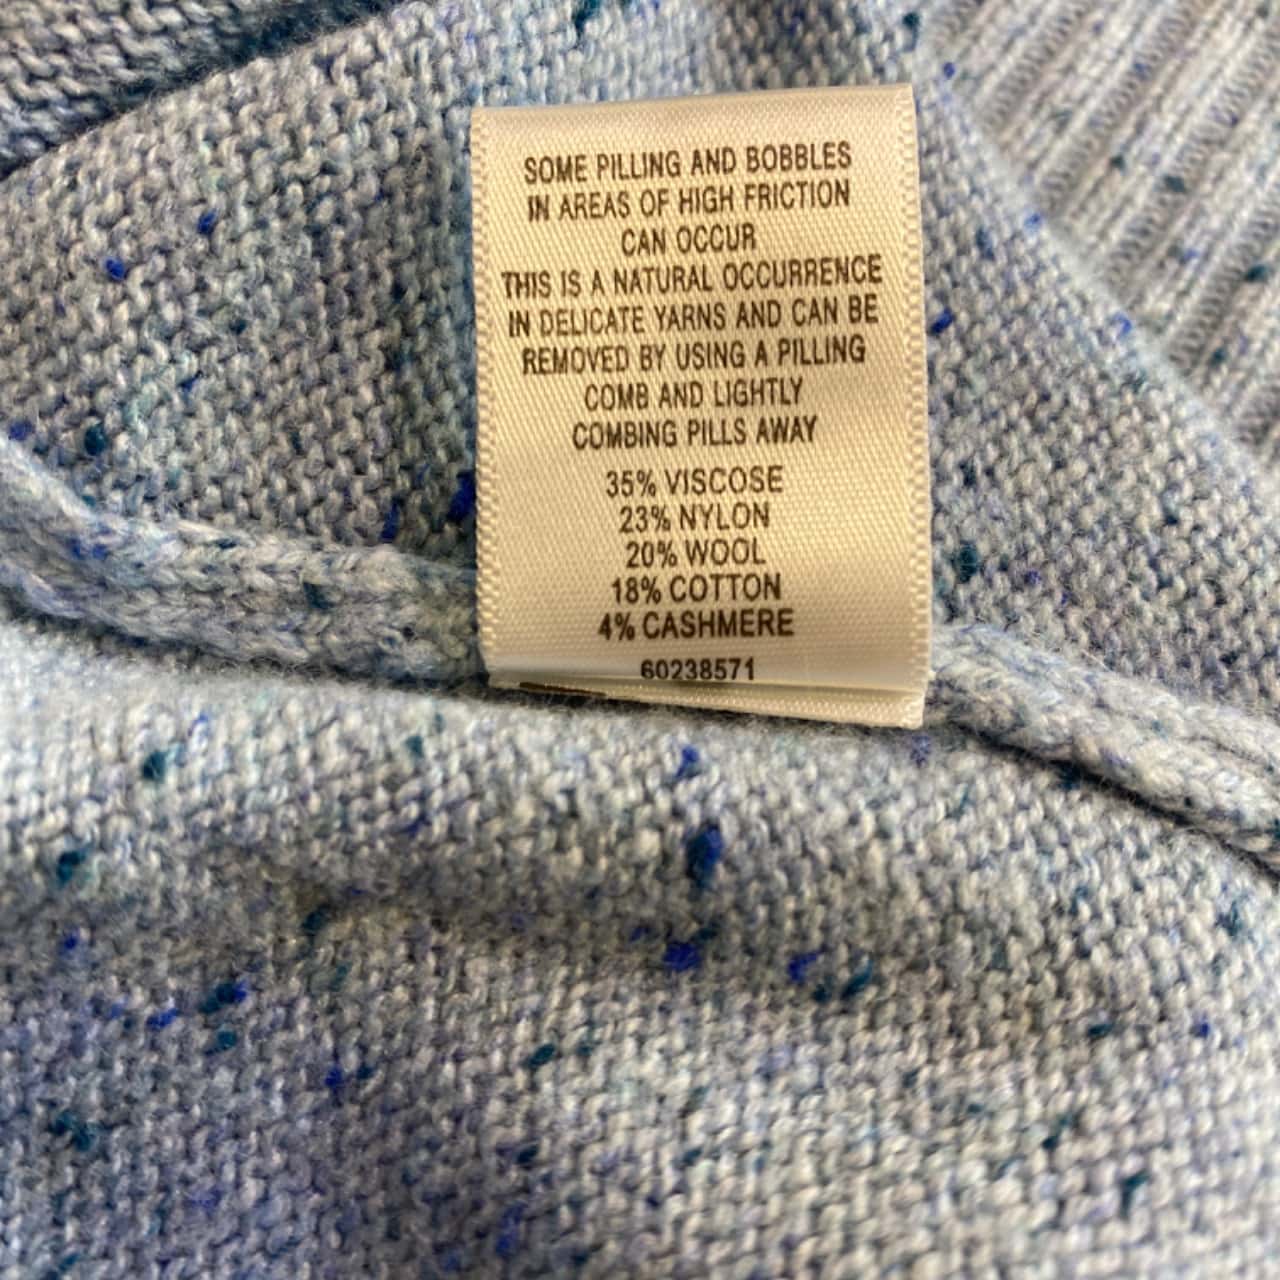 SOME PILLING AND BOBBLES
IN AREAS OF HIGH FRICTION
CAN OCCUR
THIS IS A NATURAL OCCURRENCE
IN DELICATE YARNS AND CAN BE
REMOVED BY USING A PILLING
COMB AND LIGHTLY
COMBING PILLS AWAY
35% VISCOSE
23% NYLON
20% WOOL
18% COTTON
4% CASHMERE
60238571